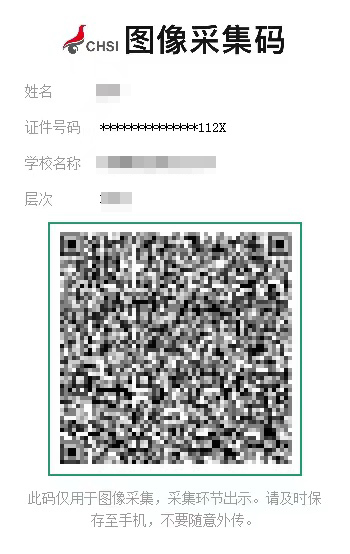 CHSI 图像采集码
姓名
证件号码 ***************112X
学校名称
层次
此码仅用于图像采集，采集环节出示。请及时保
存至手机，不要随意外传。